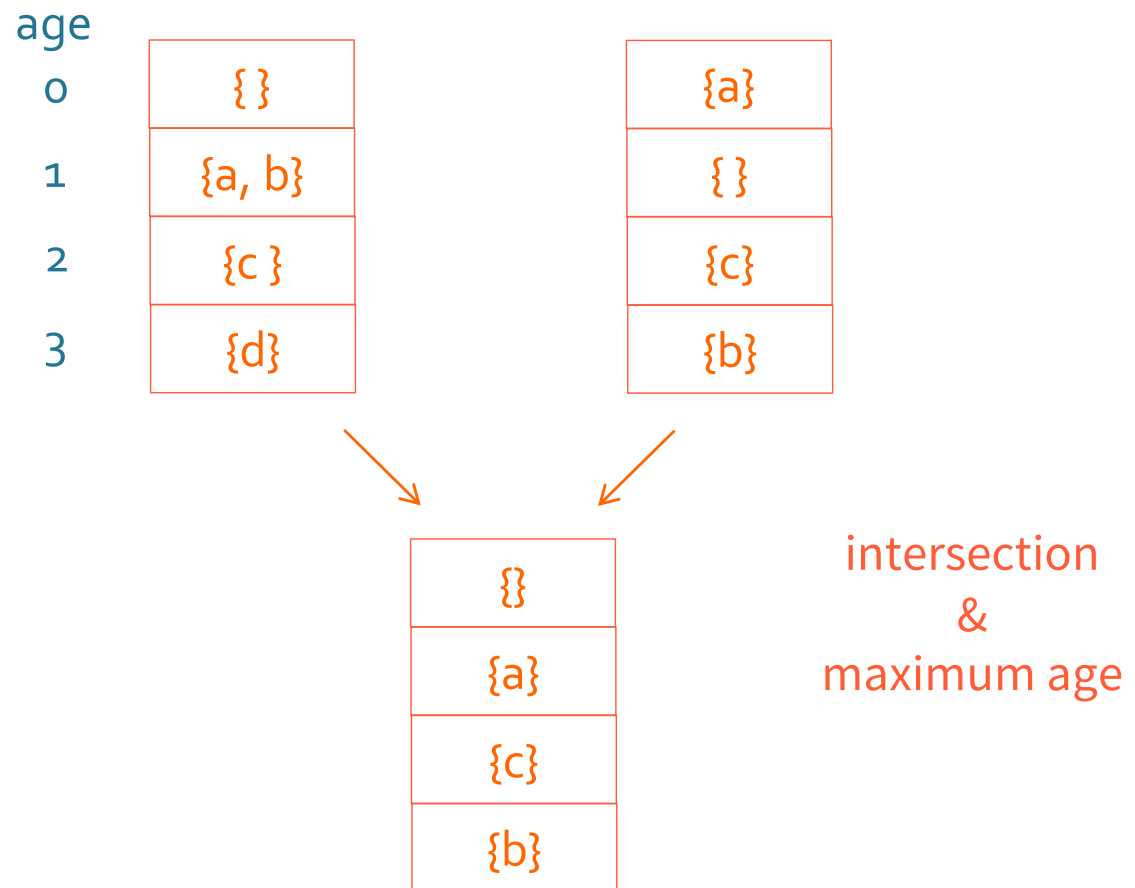 age
0 { } {a}
1 {a, b} { }
2 {c } {c}
3 {d} {b}
{}
{a}
{c}
{b}
intersection
&
maximum age